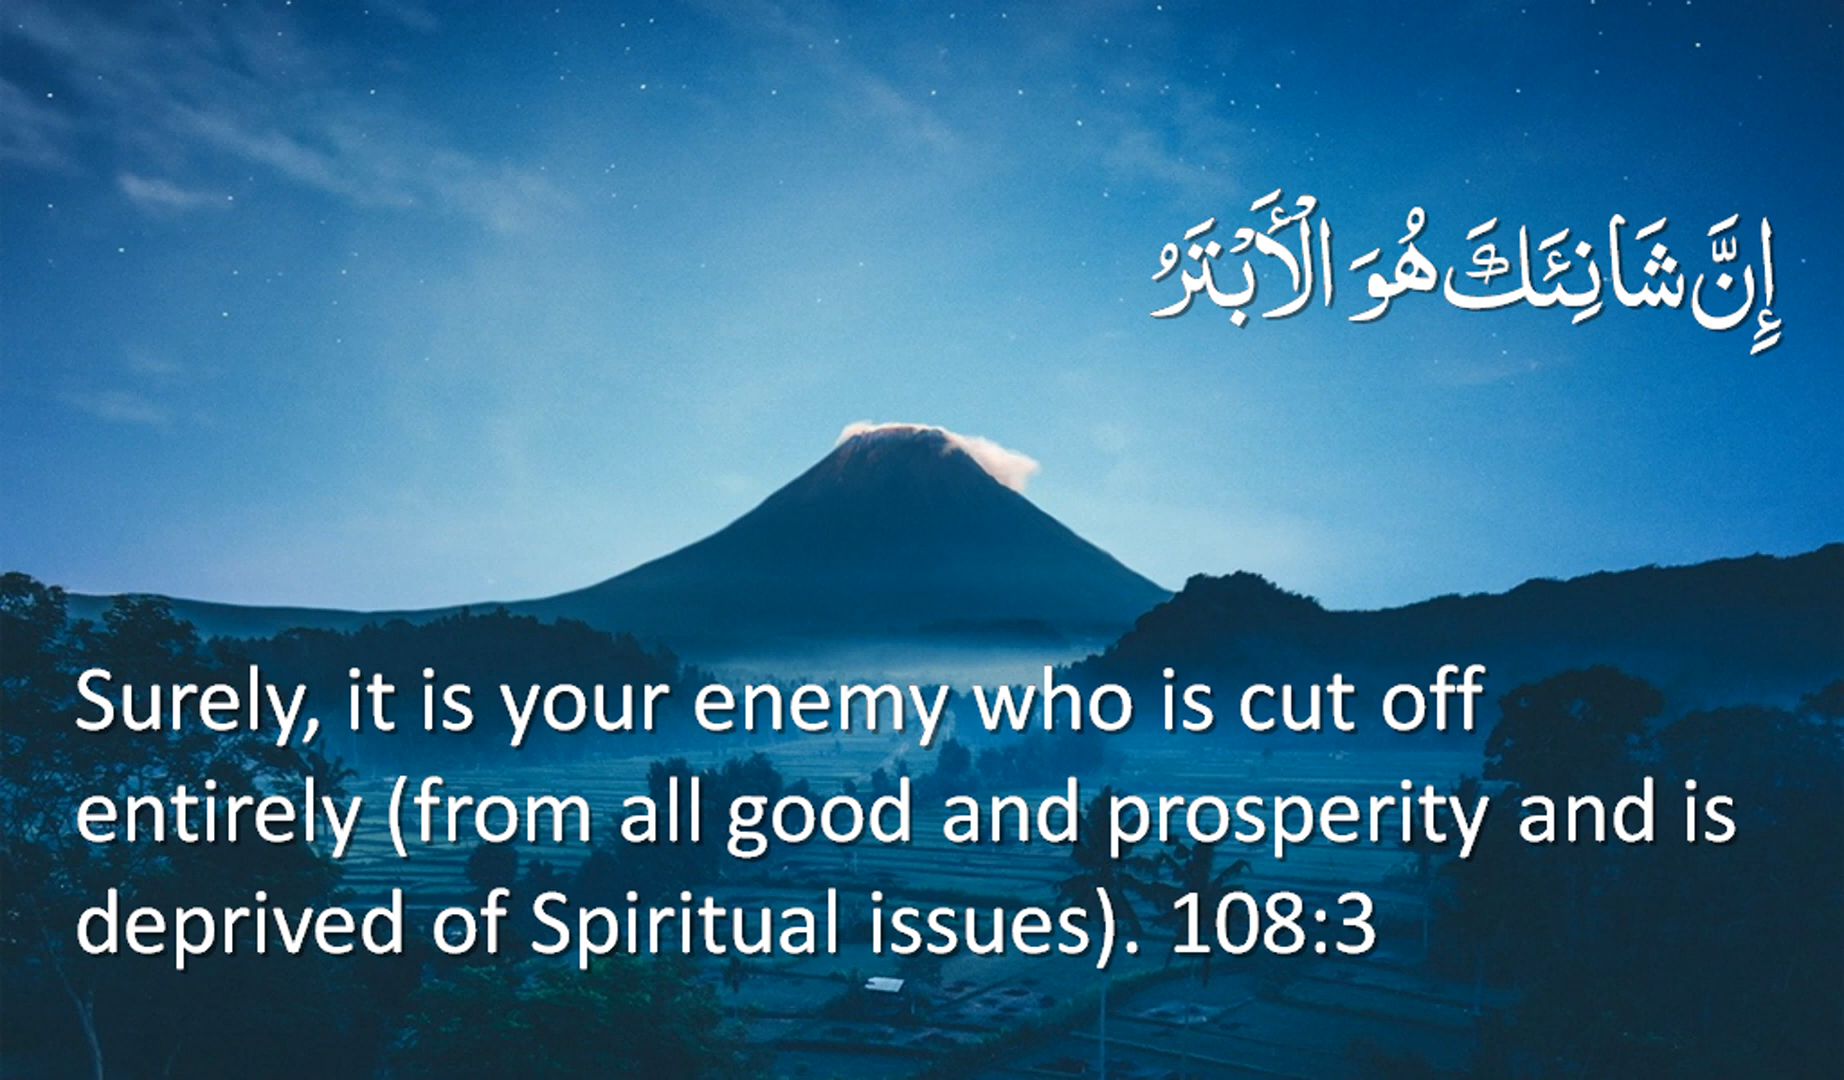 إِنَّ شَانِئَكَ هُوَ الْأَبْتَرُ
Surely, it is your enemy who is cut off
entirely (from all good and prosperity and is
deprived of Spiritual issues). 108:3